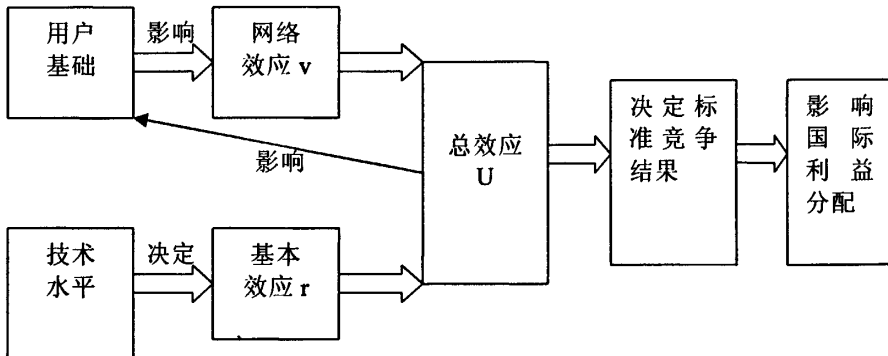 用户
基础
影响
网络
效应 v
影响
技术
水平
决定
基本
效应 r
总效应
U
决定标
准竞争
结果
影响
国际
利益
分配